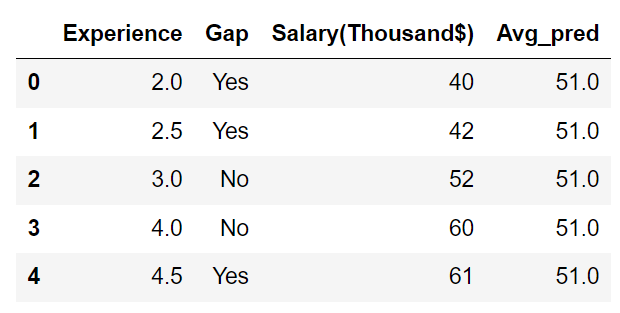 Experience Gap Salary(Thousand$) Avg_pred
0 2.0 Yes 40 51.0
1 2.5 Yes 42 51.0
2 3.0 No 52 51.0
3 4.0 No 60 51.0
4 4.5 Yes 61 51.0